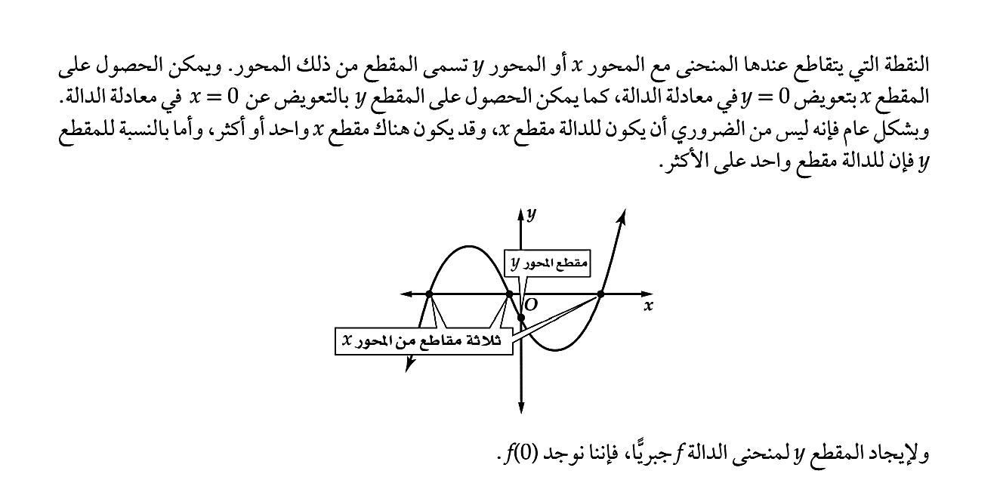 النقطة التي يتقاطع عندها المنحنى مع المحور x أو المحور y تسمى المقطع من ذلك المحور. ويمكن الحصول على
المقطع x بتعويض y = 0 في معادلة الدالة، كما يمكن الحصول على المقطع y بالتعويض عن x = 0 في معادلة الدالة.
وبشكلٍ عام فإنه ليس من الضروري أن يكون للدالة مقطع x، وقد يكون هناك مقطع x واحد أو أكثر، وأما بالنسبة للمقطع
y فإن للدالة مقطع واحد على الأكثر.
y
مقطع المحور y
O
x
ثلاثة مقاطع من المحور x
ولإيجاد المقطع y لمنحنى الدالة f جبريًّا، فإننا نوجد f(0).